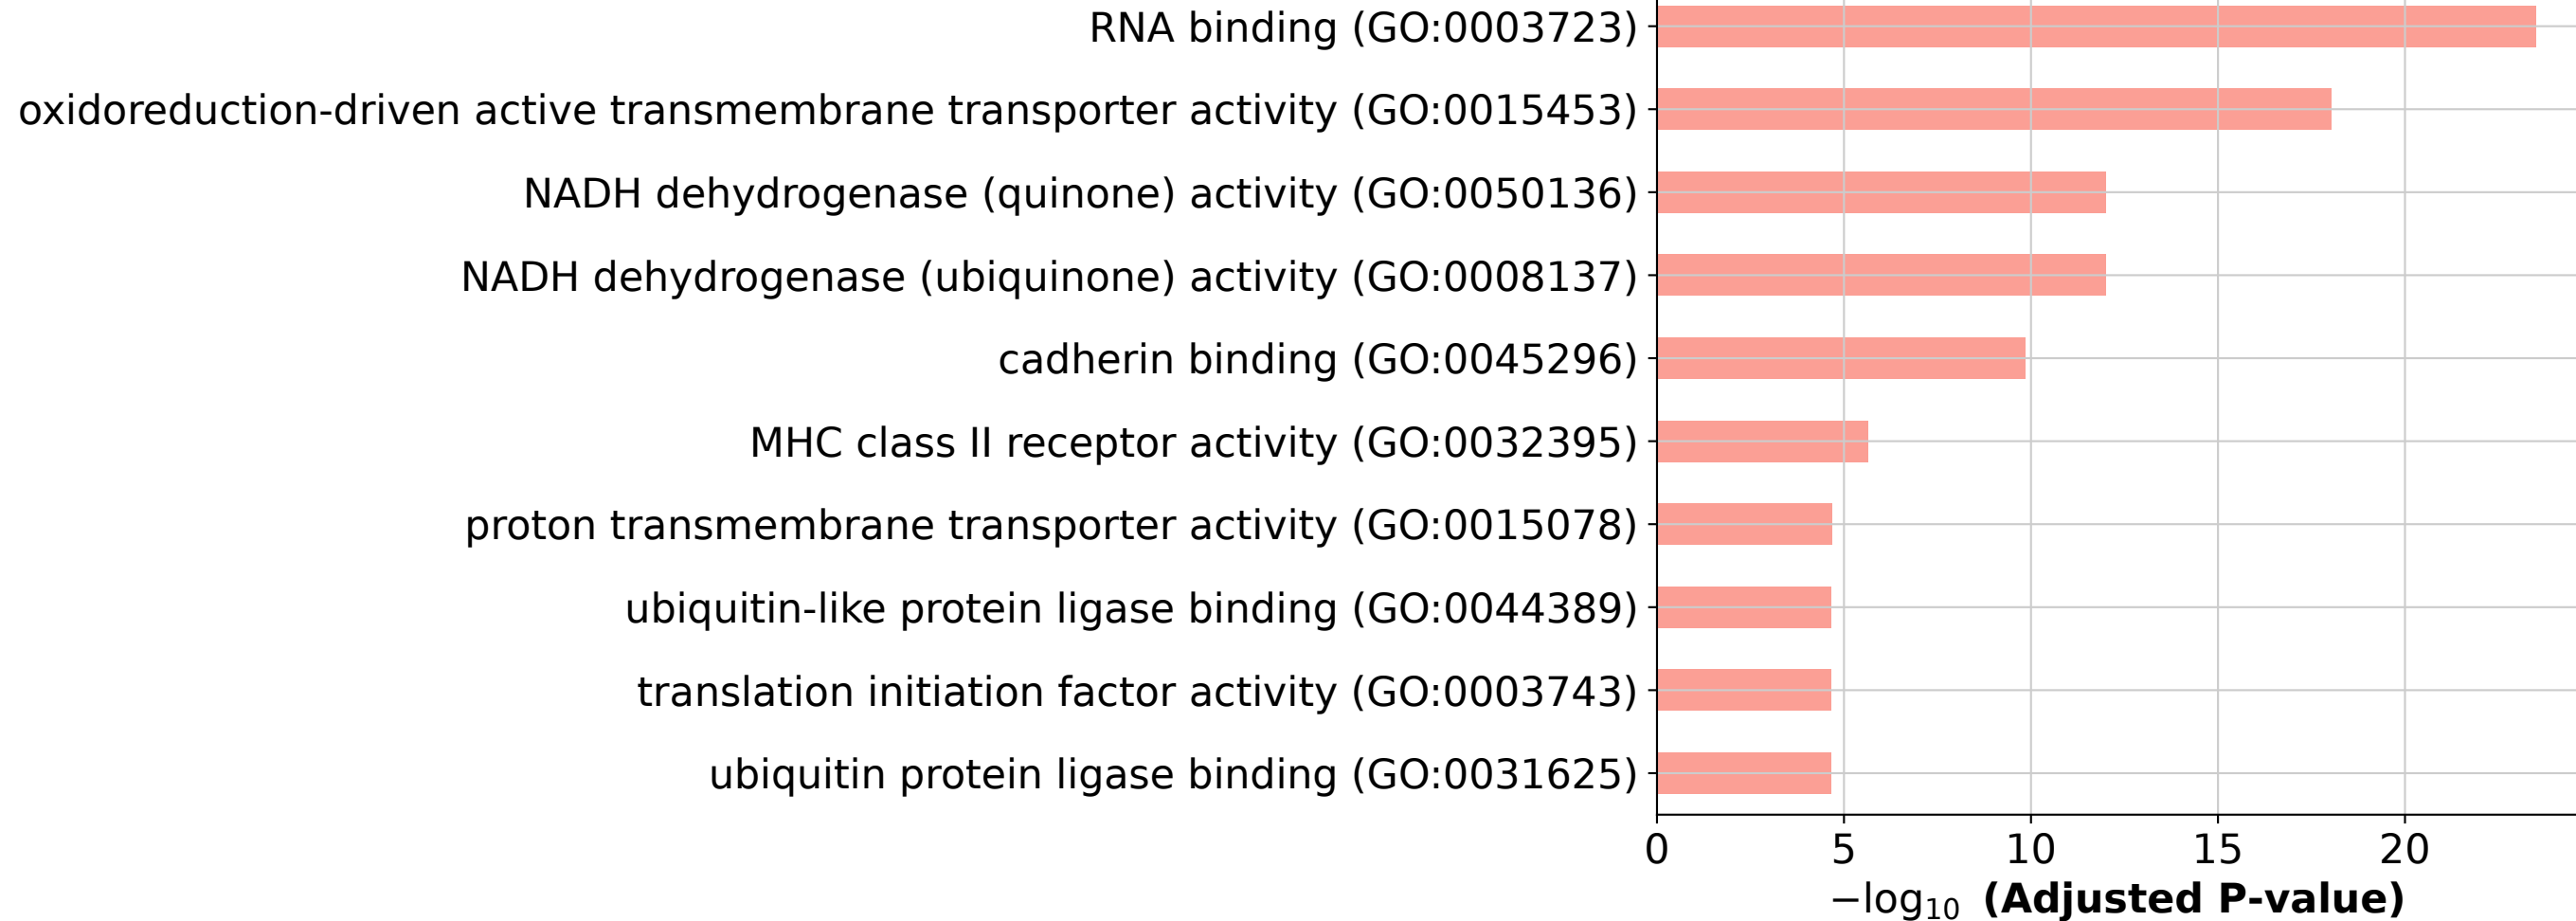 RNA binding (GO:0003723)
oxidoreduction-driven active transmembrane transporter activity (GO:0015453)
NADH dehydrogenase (quinone) activity (GO:0050136)
NADH dehydrogenase (ubiquinone) activity (GO:0008137)
cadherin binding (GO:0045296)
MHC class II receptor activity (GO:0032395)
proton transmembrane transporter activity (GO:0015078)
ubiquitin-like protein ligase binding (GO:0044389)
translation initiation factor activity (GO:0003743)
ubiquitin protein ligase binding (GO:0031625)
0 5 10 15 20
−log₁₀ (Adjusted P-value)